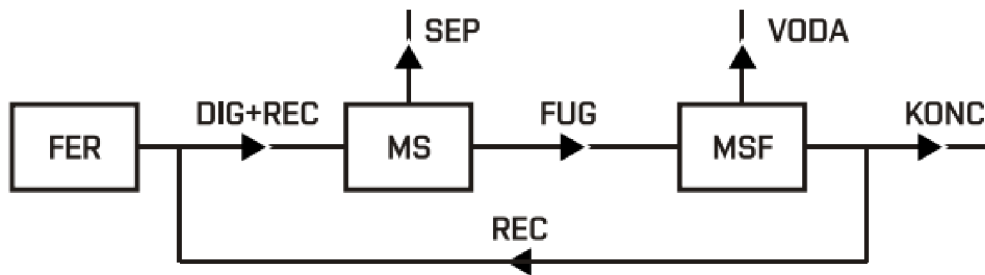 SEP
VODA
DIG+REC
FUG
KONC
FER
MS
MSF
REC